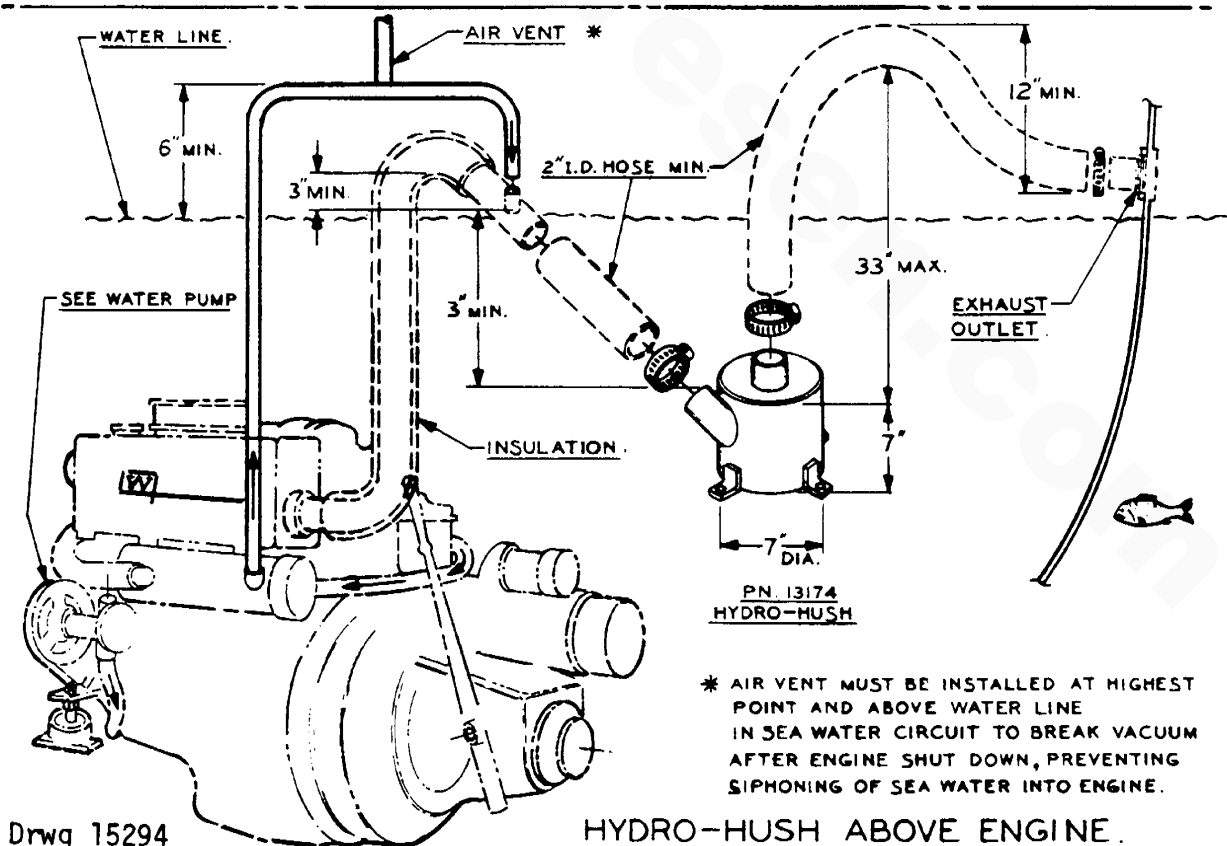 WATER LINE.
AIR VENT *
6" MIN.
3" MIN.
2" I.D. HOSE MIN.
12" MIN.
SEE WATER PUMP
3" MIN.
33" MAX.
EXHAUST
OUTLET.
INSULATION.
W
7"
7" DIA.
PN. 13174
HYDRO-HUSH
* AIR VENT MUST BE INSTALLED AT HIGHEST
POINT AND ABOVE WATER LINE
IN SEA WATER CIRCUIT TO BREAK VACUUM
AFTER ENGINE SHUT DOWN, PREVENTING
SIPHONING OF SEA WATER INTO ENGINE.
Drwg 15294
HYDRO-HUSH ABOVE ENGINE.
esen.com